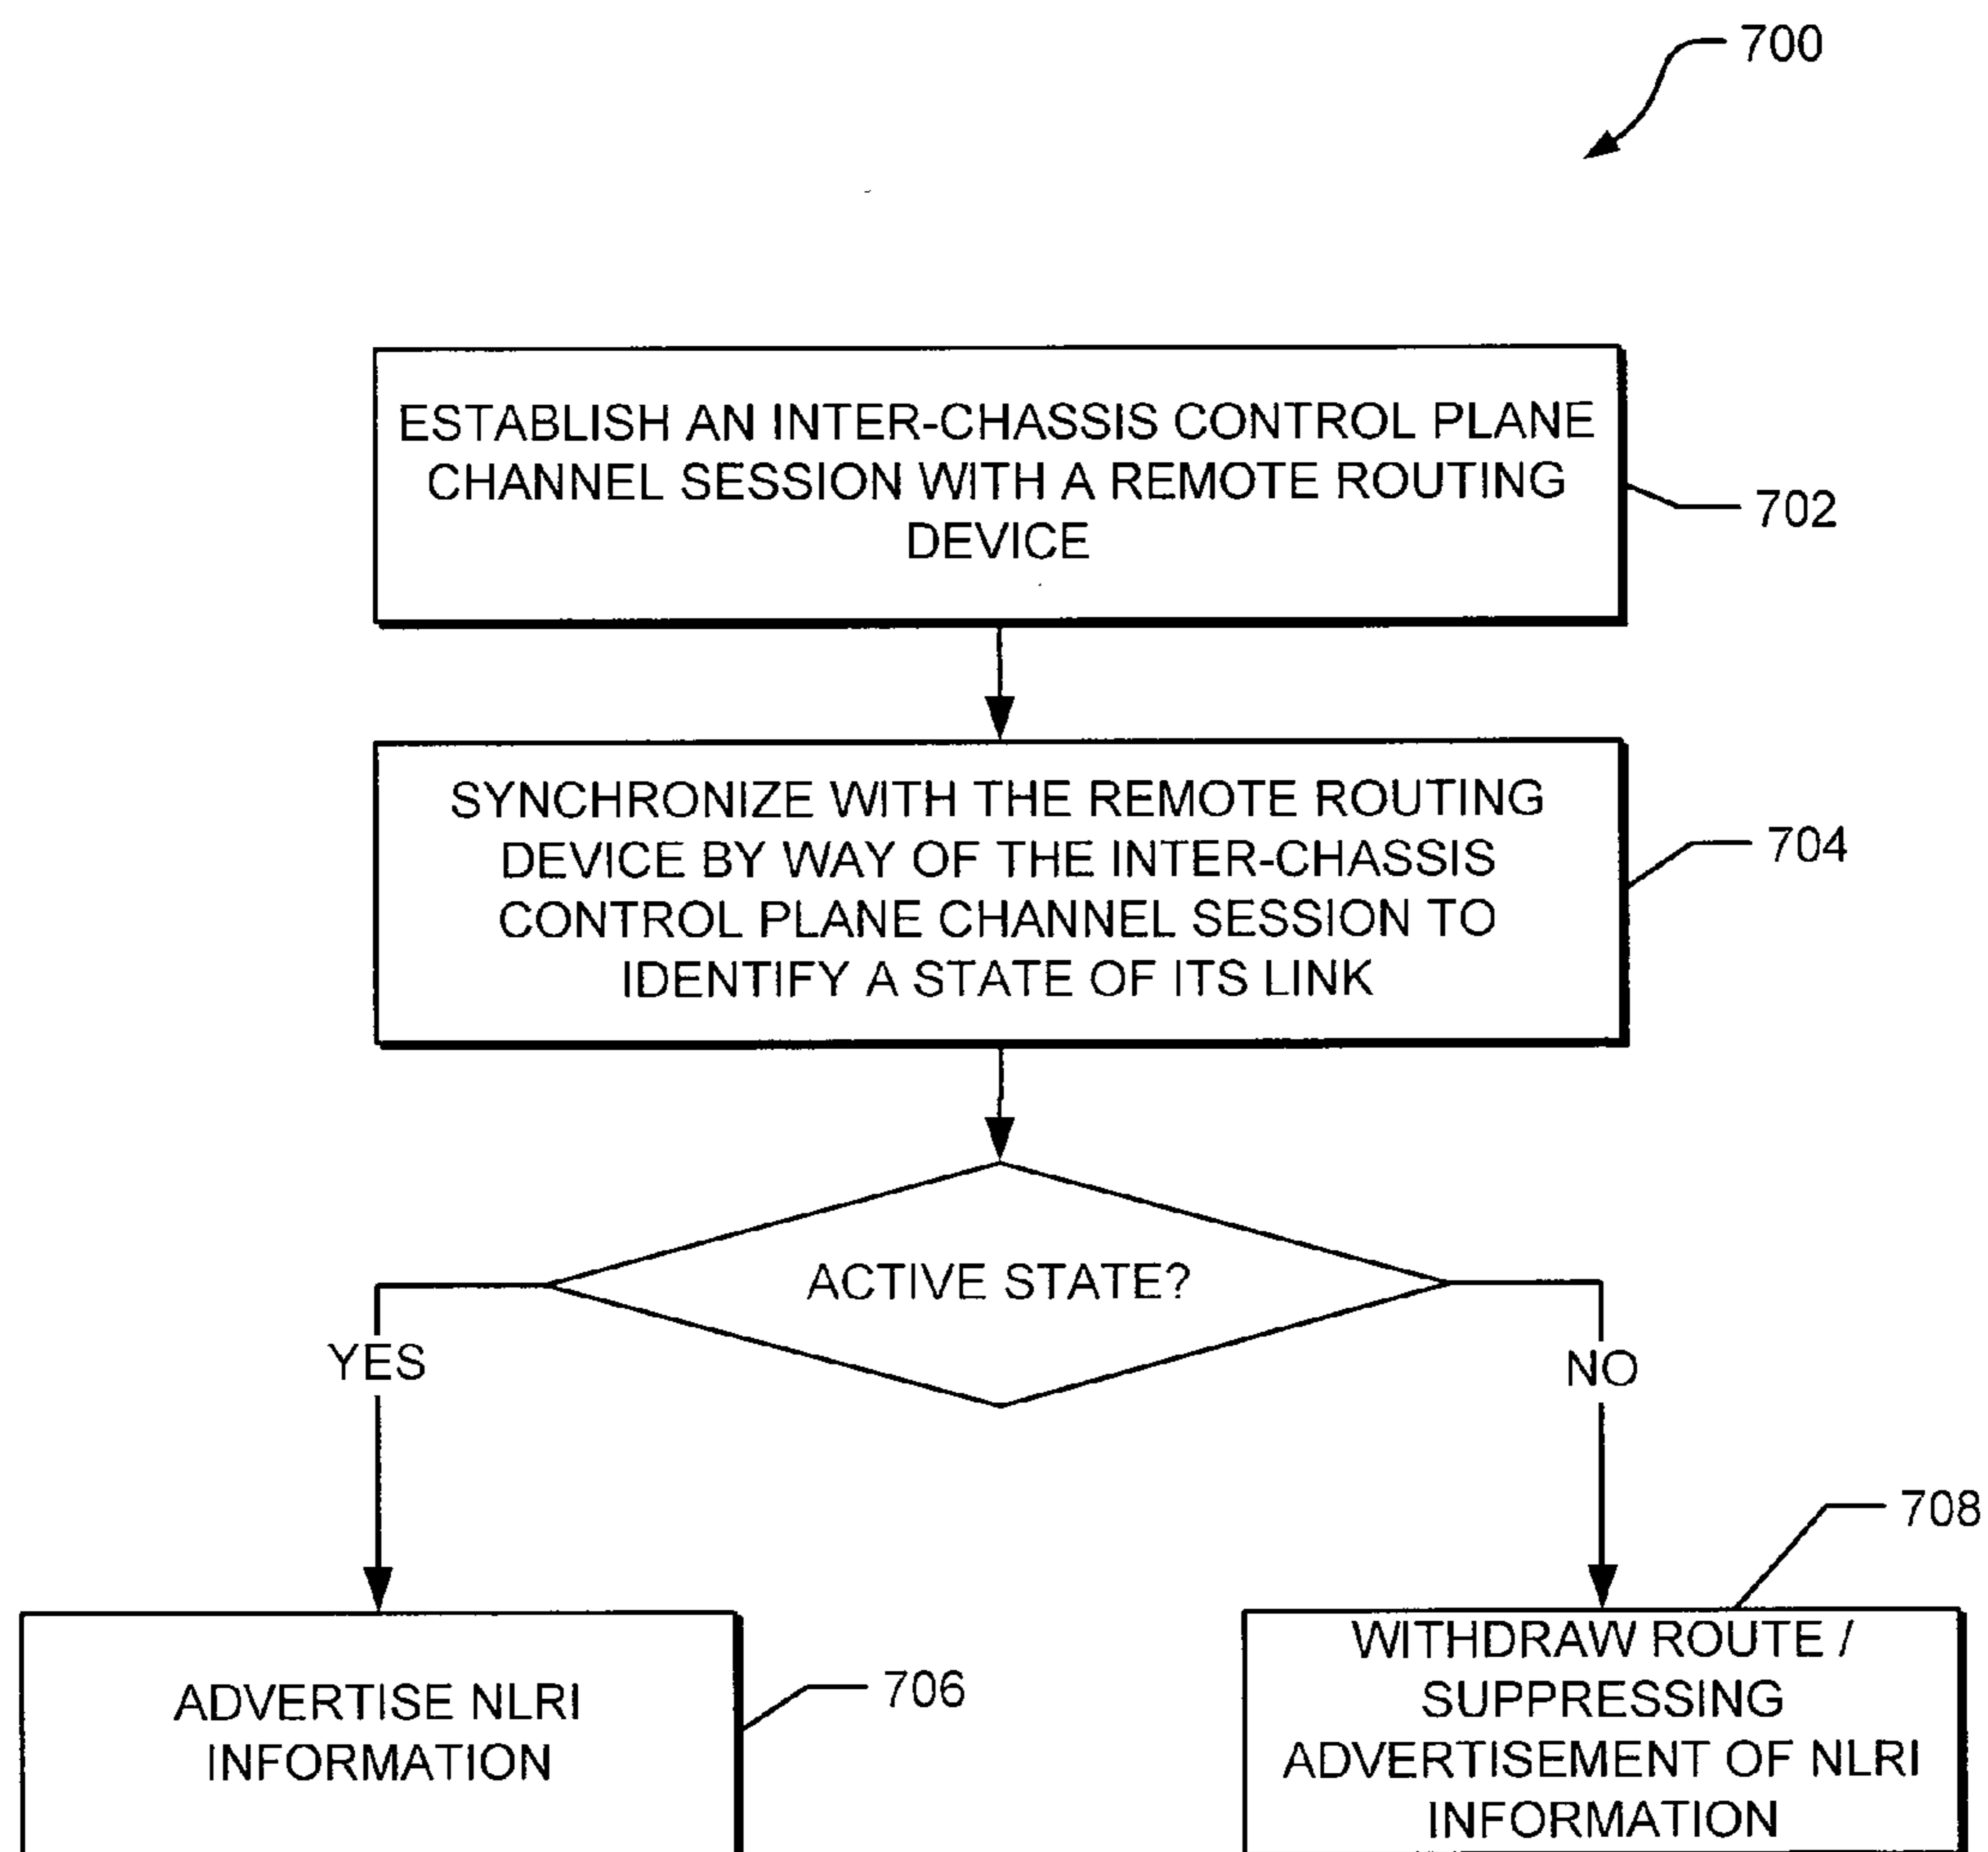 700
ESTABLISH AN INTER-CHASSIS CONTROL PLANE
CHANNEL SESSION WITH A REMOTE ROUTING
DEVICE
702
SYNCHRONIZE WITH THE REMOTE ROUTING
DEVICE BY WAY OF THE INTER-CHASSIS
CONTROL PLANE CHANNEL SESSION TO
IDENTIFY A STATE OF ITS LINK
704
ACTIVE STATE?
YES
NO
708
ADVERTISE NLRI
INFORMATION
706
WITHDRAW ROUTE /
SUPPRESSING
ADVERTISEMENT OF NLRI
INFORMATION